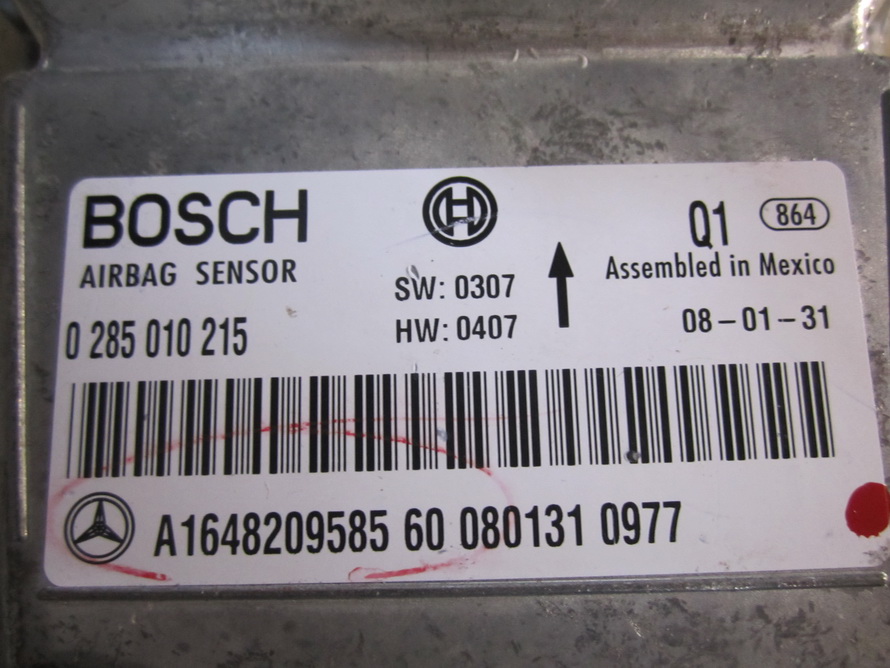 BOSCH
Q1 864
AIRBAG SENSOR
SW: 0307
Assembled in Mexico
0 285 010 215
HW: 0407
08-01-31
A1648209585 60 080131 0977